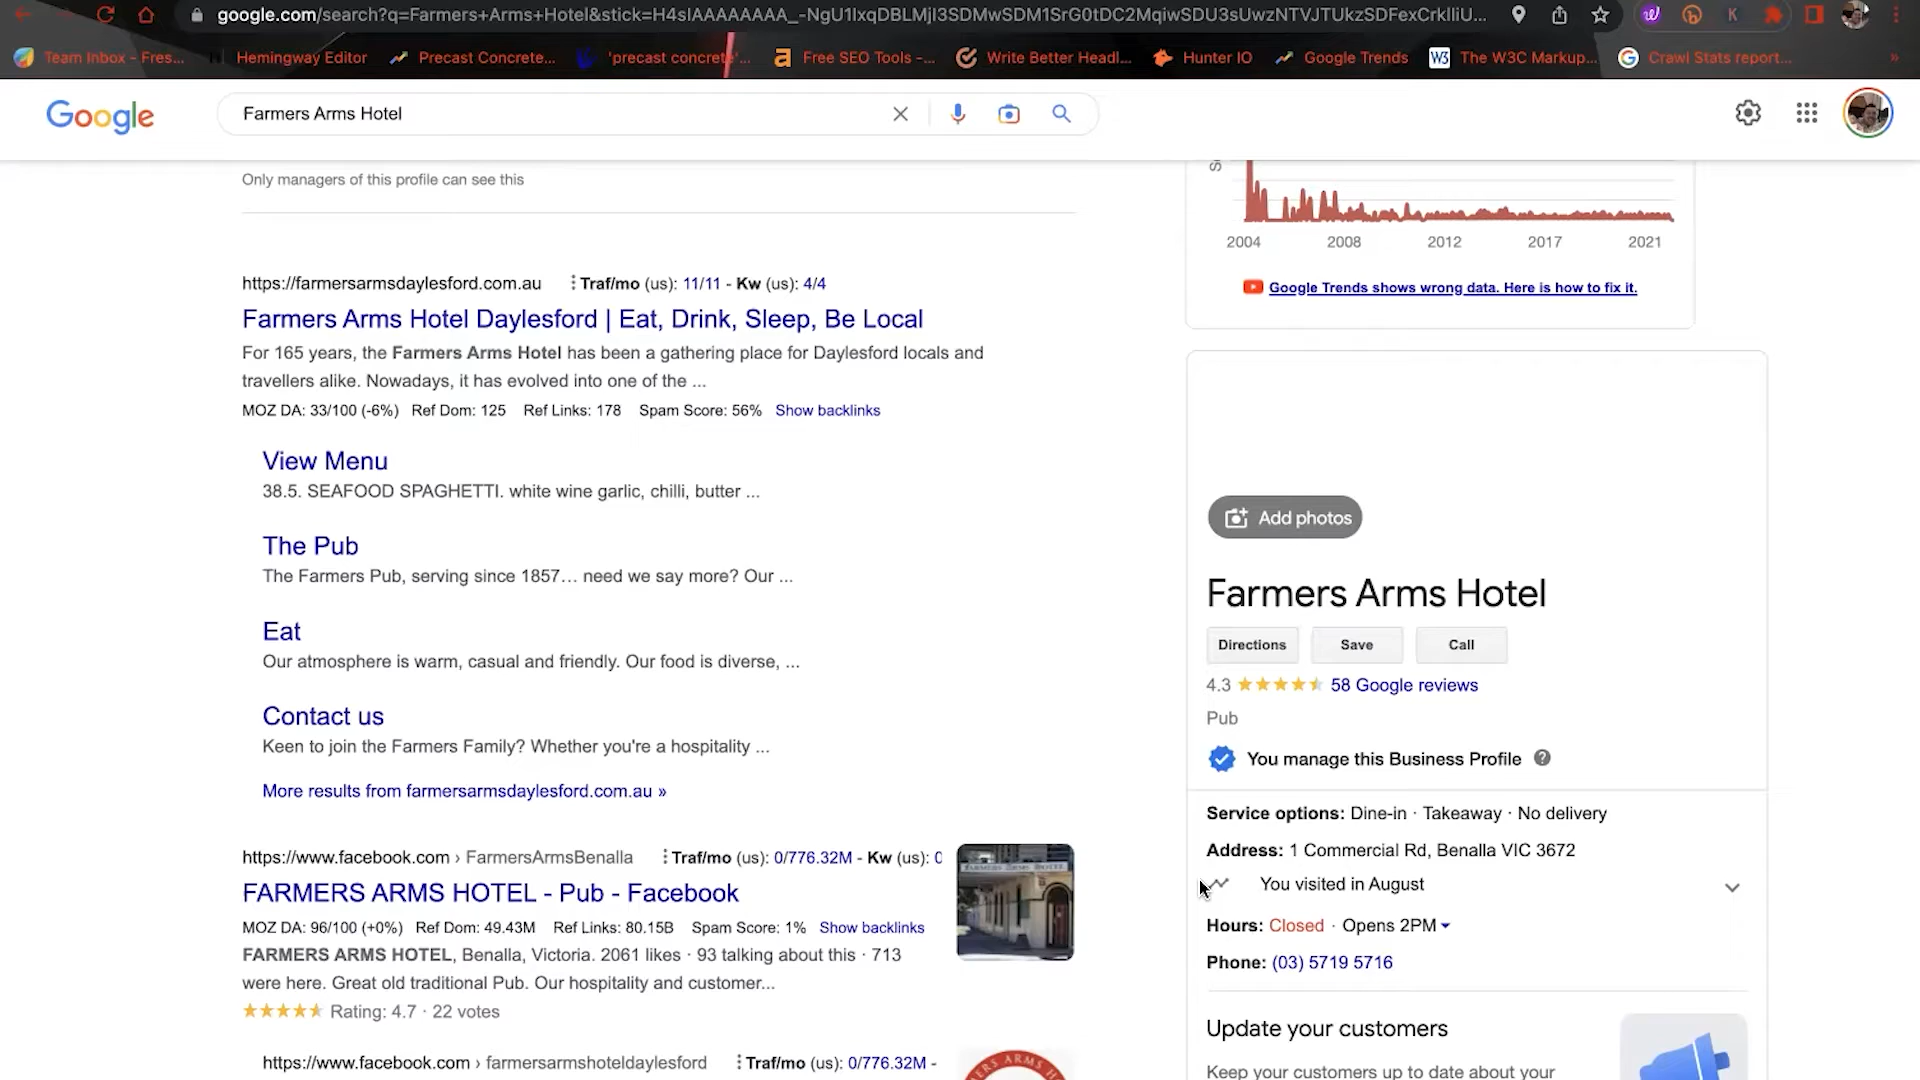 google.com/search?q=Farmers+Arms+Hotel&stick=H4sIAAAAAAAA_-NgU1IxqDBLMjI3SDMwSDM1SrG0tDC2MqiwSDU3sUwzNTVJTUkzSDFexCrklliU...
Team Inbox - Fres...
Hemingway Editor
Precast Concrete...
'precast concrete'...
Free SEO Tools -...
Write Better Headl...
Hunter IO
Google Trends
The W3C Markup...
Crawl Stats report...
»
Google
Farmers Arms Hotel
Only managers of this profile can see this
https://farmersarmsdaylesford.com.au Traf/mo (us): 11/11 - Kw (us): 4/4
Farmers Arms Hotel Daylesford | Eat, Drink, Sleep, Be Local
For 165 years, the Farmers Arms Hotel has been a gathering place for Daylesford locals and
travellers alike. Nowadays, it has evolved into one of the ...
MOZ DA: 33/100 (-6%) Ref Dom: 125 Ref Links: 178 Spam Score: 56% Show backlinks
View Menu
38.5. SEAFOOD SPAGHETTI. white wine garlic, chilli, butter ...
The Pub
The Farmers Pub, serving since 1857… need we say more? Our ...
Eat
Our atmosphere is warm, casual and friendly. Our food is diverse, ...
Contact us
Keen to join the Farmers Family? Whether you're a hospitality ...
More results from farmersarmsdaylesford.com.au »
https://www.facebook.com › FarmersArmsBenalla Traf/mo (us): 0/776.32M - Kw (us): 0
FARMERS ARMS HOTEL - Pub - Facebook
MOZ DA: 96/100 (+0%) Ref Dom: 49.43M Ref Links: 80.15B Spam Score: 1% Show backlinks
FARMERS ARMS HOTEL, Benalla, Victoria. 2061 likes · 93 talking about this · 713
were here. Great old traditional Pub. Our hospitality and customer...
Rating: 4.7 · 22 votes
https://www.facebook.com › farmersarmshoteldaylesford Traf/mo (us): 0/776.32M -
2004 2008 2012 2017 2021
Google Trends shows wrong data. Here is how to fix it.
Add photos
Farmers Arms Hotel
Directions Save Call
4.3 58 Google reviews
Pub
You manage this Business Profile
Service options: Dine-in · Takeaway · No delivery
Address: 1 Commercial Rd, Benalla VIC 3672
You visited in August
Hours: Closed · Opens 2PM
Phone: (03) 5719 5716
Update your customers
Keep your customers up to date about your